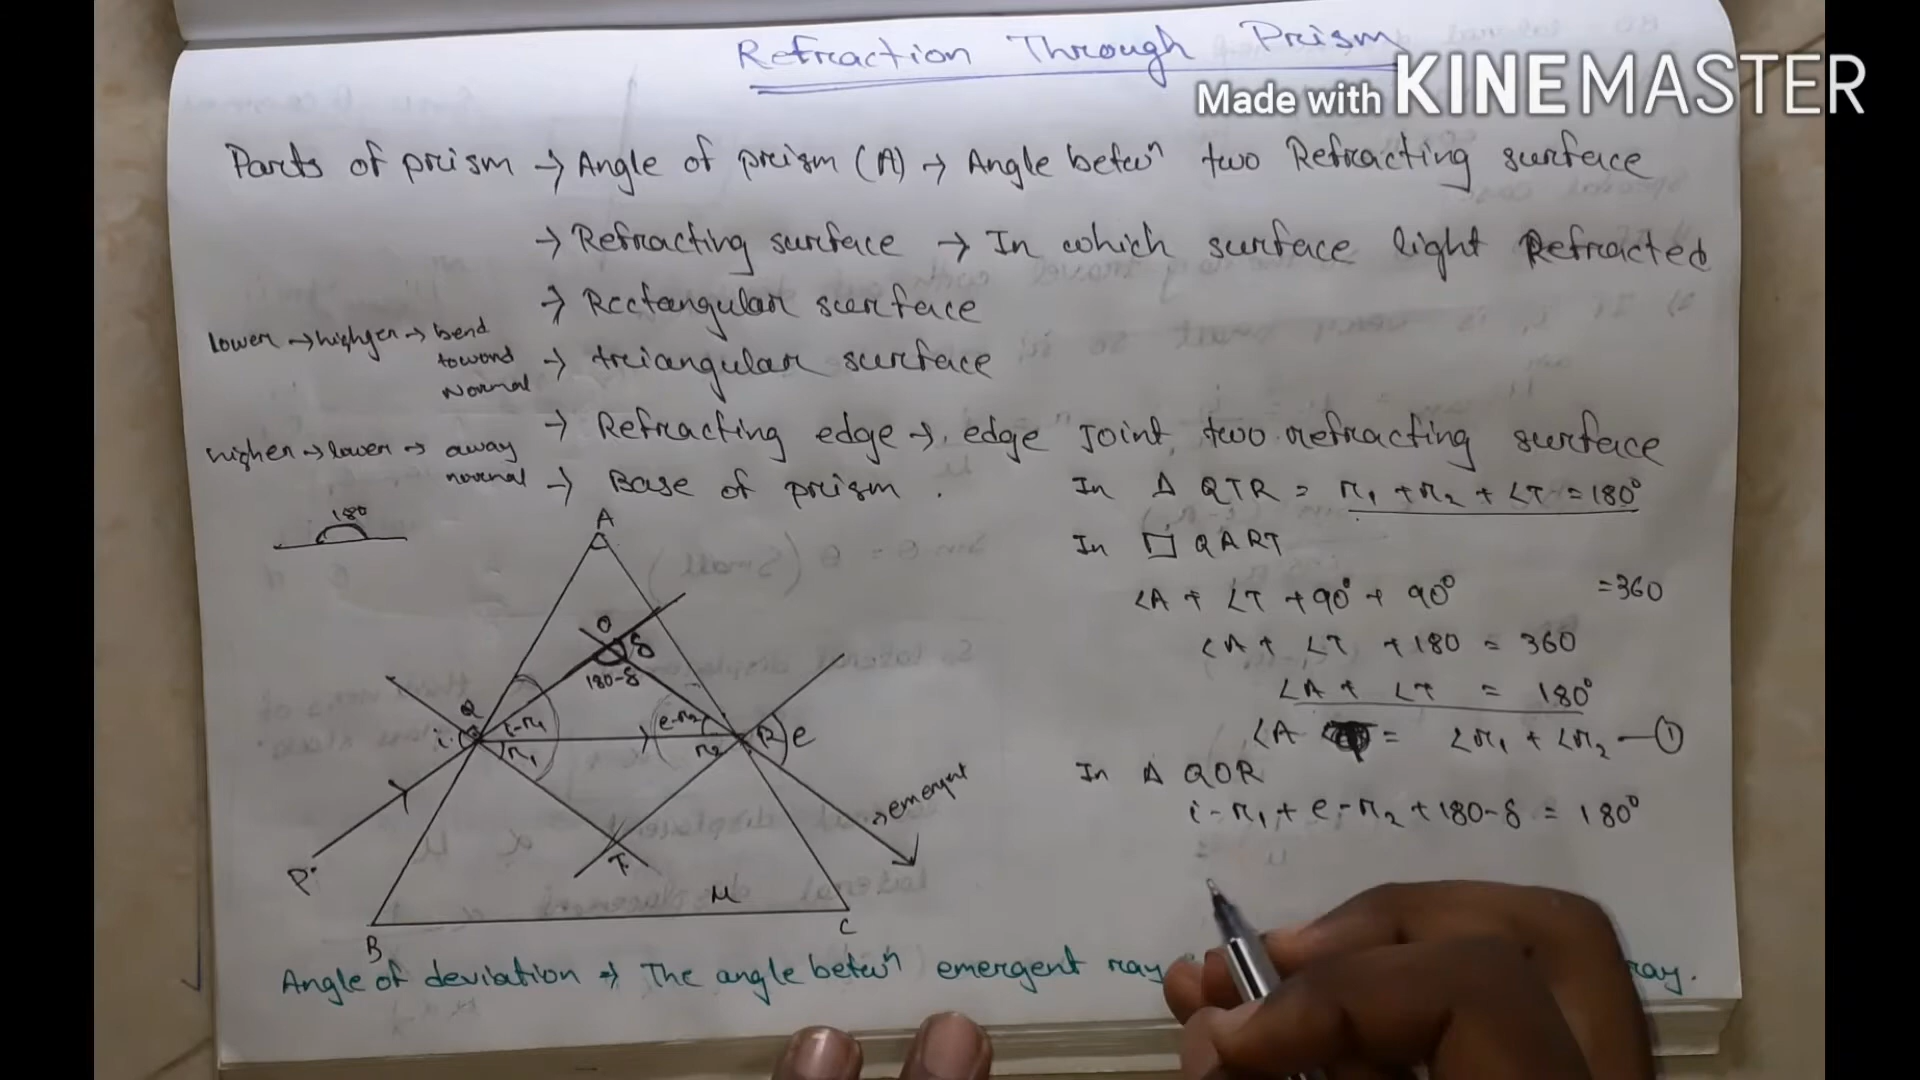 Refraction Through Prism
Made with KINEMASTER
Parts of prism → Angle of prism (A) → Angle betwⁿ two Refracting surface
→ Refracting surface → In which surface light Refracted
→ Rectangular surface
lower → highger → bend
toword
Normal
→ triangular surface
→ Refracting edge → edge Joint two refracting surface
higher → lower → away
normal
→ Base of prism .
In Δ QTR = r₁ + r₂ + ∠T = 180°
180
A
In □ QART
∠A + ∠T + 90° + 90° = 360
∠A + ∠T + 180 = 360
∠A + ∠T = 180°
∠A = ∠r₁ + ∠r₂ — ①
In Δ QOR
i - r₁ + e - r₂ + 180 - δ = 180°
O
δ
180-δ
Q
i
i-r₁
r₁
e-r₂
r₂
R
e
→ emergent
P
T
μ
B
C
Angle of deviation → The angle betwⁿ emergent ray ray.